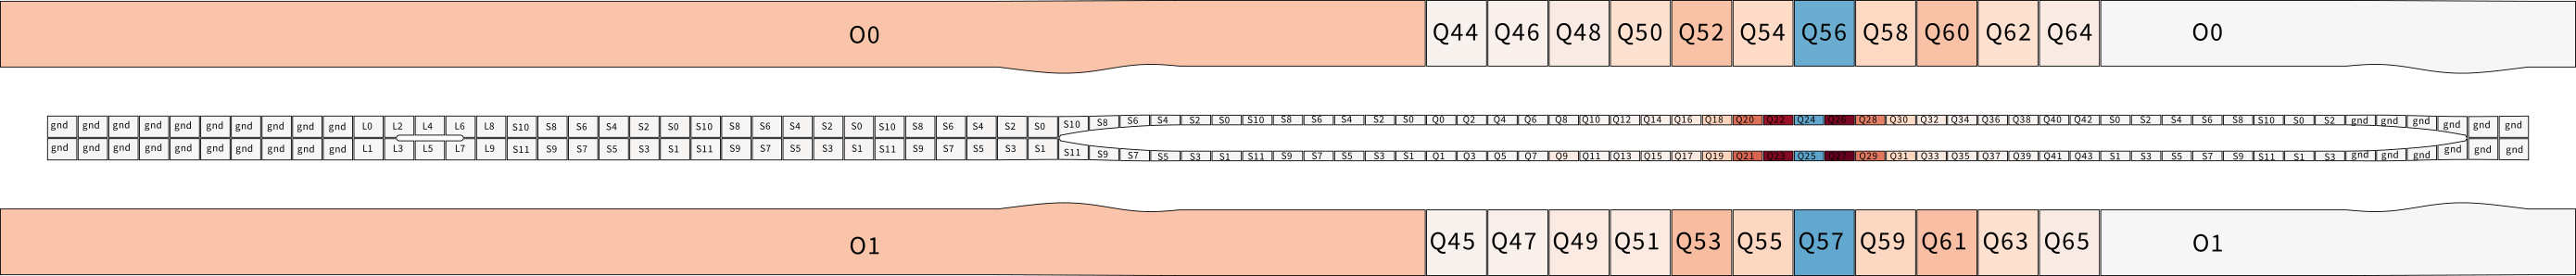 O0 Q44 Q46 Q48 Q50 Q52 Q54 Q56 Q58 Q60 Q62 Q64 O0
gnd gnd gnd gnd gnd gnd gnd gnd gnd gnd L0 L2 L4 L6 L8 S10 S8 S6 S4 S2 S0 S10 S8 S6 S4 S2 S0 S10 S8 S6 S4 S2 S0 S10 S8 S6 S4 S2 S0 S10 S8 S6 S4 S2 S0 Q0 Q2 Q4 Q6 Q8 Q10 Q12 Q14 Q16 Q18 Q20 Q22 Q24 Q26 Q28 Q30 Q32 Q34 Q36 Q38 Q40 Q42 S0 S2 S4 S6 S8 S10 S0 S2 gnd gnd gnd gnd gnd gnd
gnd gnd gnd gnd gnd gnd gnd gnd gnd gnd L1 L3 L5 L7 L9 S11 S9 S7 S5 S3 S1 S11 S9 S7 S5 S3 S1 S11 S9 S7 S5 S3 S1 S11 S9 S7 S5 S3 S1 S11 S9 S7 S5 S3 S1 Q1 Q3 Q5 Q7 Q9 Q11 Q13 Q15 Q17 Q19 Q21 Q23 Q25 Q27 Q29 Q31 Q33 Q35 Q37 Q39 Q41 Q43 S1 S3 S5 S7 S9 S11 S1 S3 gnd gnd gnd gnd gnd gnd
O1 Q45 Q47 Q49 Q51 Q53 Q55 Q57 Q59 Q61 Q63 Q65 O1